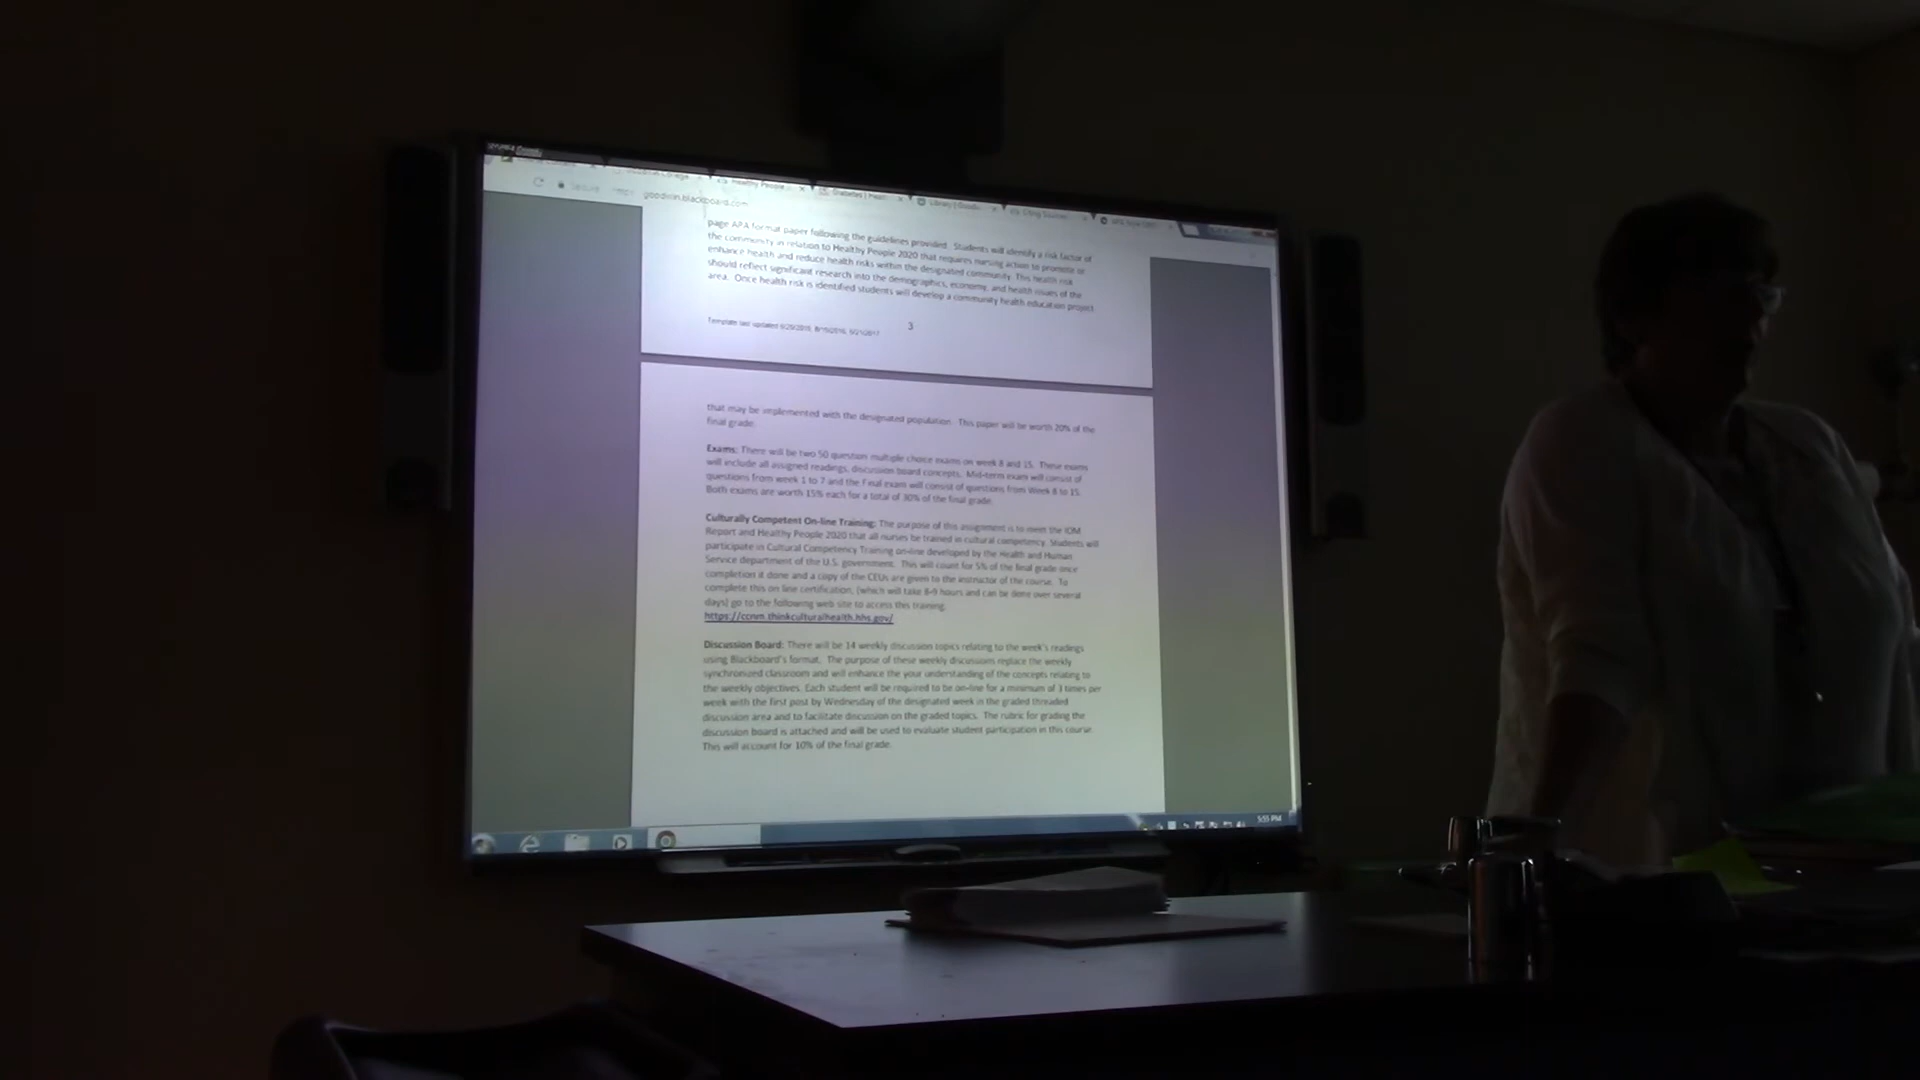 Secure
goodwin.blackboard.com
Healthy People
page APA format paper following the guidelines provided. Students will identify a risk factor of
the community in relation to Healthy People 2020 that requires nursing action to promote or
enhance health and reduce health risks within the designated community. This health risk
should reflect significant research into the demographics, economy, and health issues of the
area. Once health risk is identified students will develop a community health education project
Template last updated
3
that may be implemented with the designated population. This paper will be worth 20% of the
final grade.
Exams: There will be two 50 question multiple choice exams on week 8 and 15. These exams
will include all assigned readings, discussion board concepts. Mid-term exam will consist of
questions from week 1 to 7 and the Final exam will consist of questions from Week 8 to 15.
Both exams are worth 15% each for a total of 30% of the final grade.
Culturally Competent On-line Training: The purpose of this assignment is to meet the IOM
Report and Healthy People 2020 that all nurses be trained in cultural competency. Students will
participate in Cultural Competency Training on-line developed by the Health and Human
Service department of the U.S. government. This will count for 5% of the final grade once
completion it done and a copy of the CEUs are given to the instructor of the course. To
complete this on line certification, (which will take 8-9 hours and can be done over several
days) go to the following web site to access this training.
https://ccnm.thinkculturalhealth.hhs.gov/
Discussion Board: There will be 14 weekly discussion topics relating to the week's readings
using Blackboard's format. The purpose of these weekly discussions replace the weekly
synchronized classroom and will enhance the your understanding of the concepts relating to
the weekly objectives. Each student will be required to be on-line for a minimum of 3 times per
week with the first post by Wednesday of the designated week in the graded threaded
discussion area and to facilitate discussion on the graded topics. The rubric for grading the
discussion board is attached and will be used to evaluate student participation in this course.
This will account for 10% of the final grade.
5:55 PM